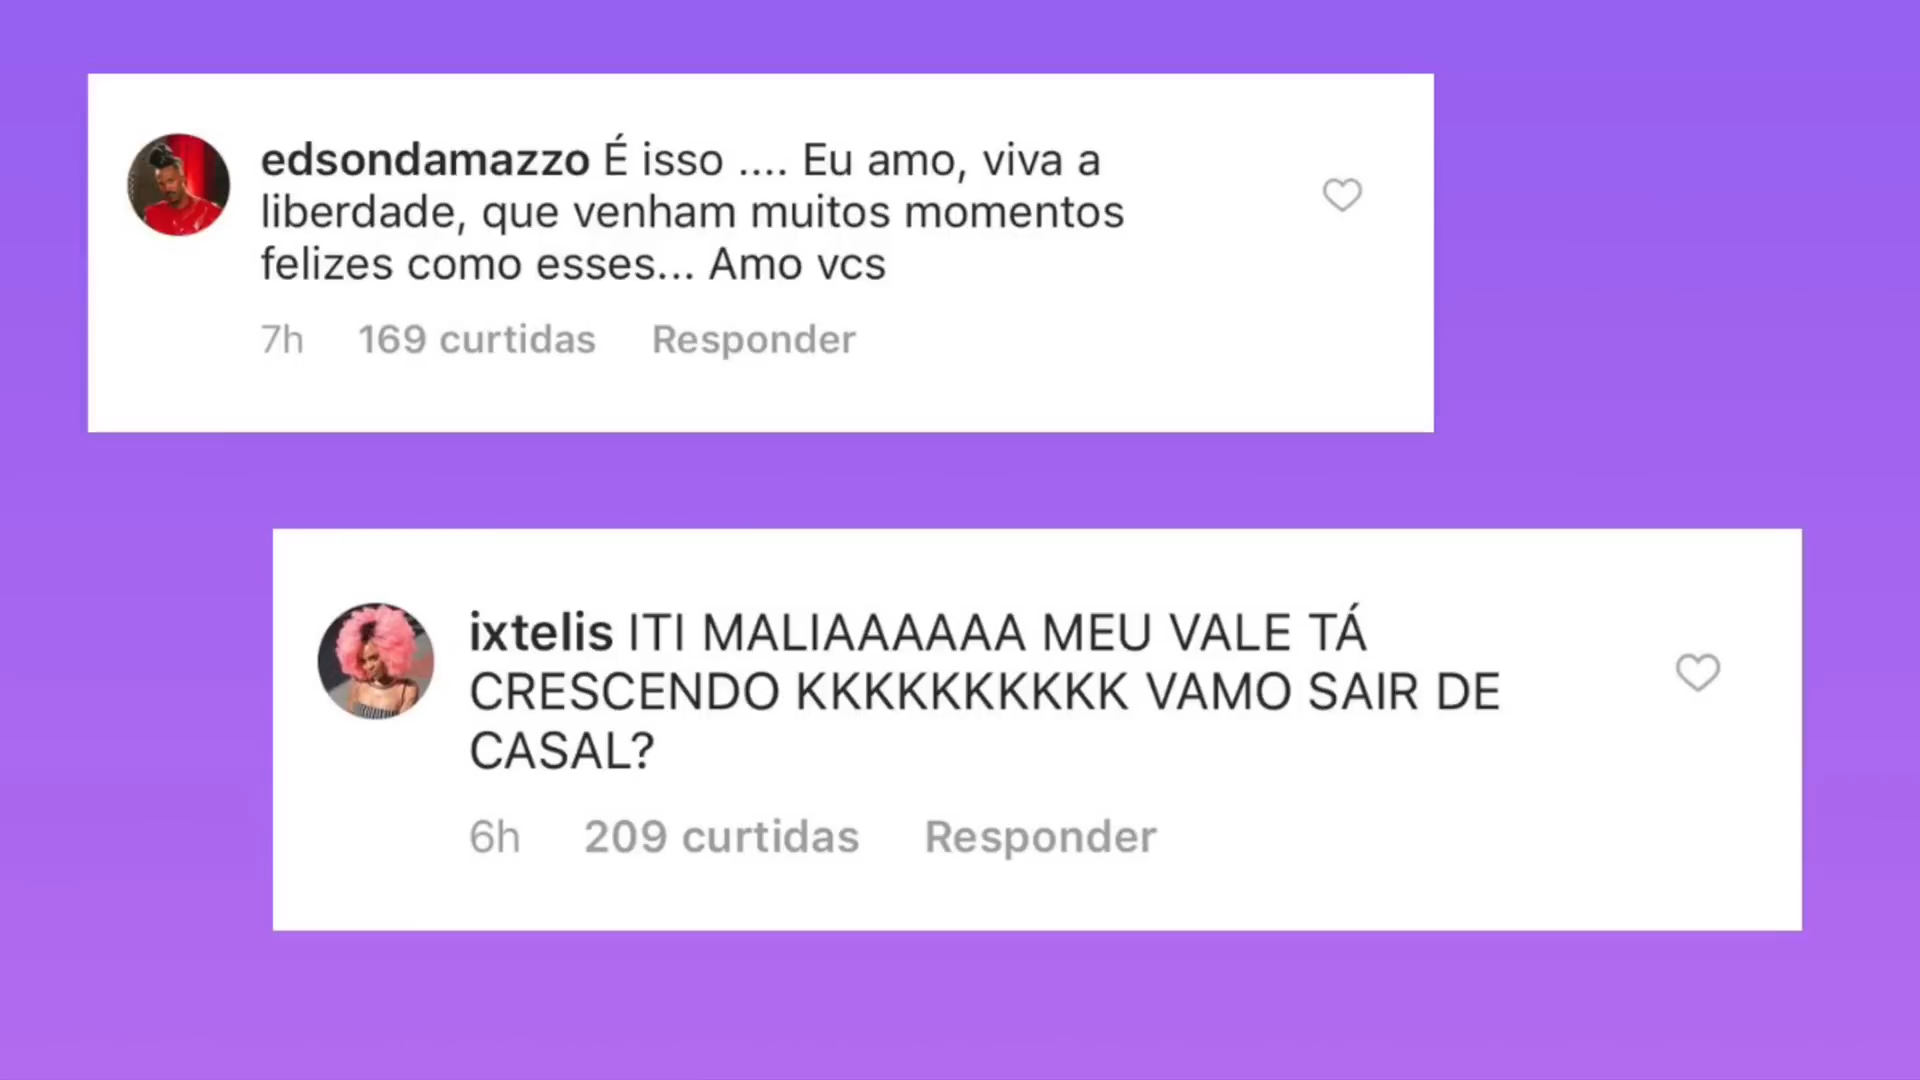 edsondamazzo É isso .... Eu amo, viva a
liberdade, que venham muitos momentos
felizes como esses... Amo vcs
7h 169 curtidas Responder
ixtelis ITI MALIAAAAAA MEU VALE TÁ
CRESCENDO KKKKKKKKKK VAMO SAIR DE
CASAL?
6h 209 curtidas Responder